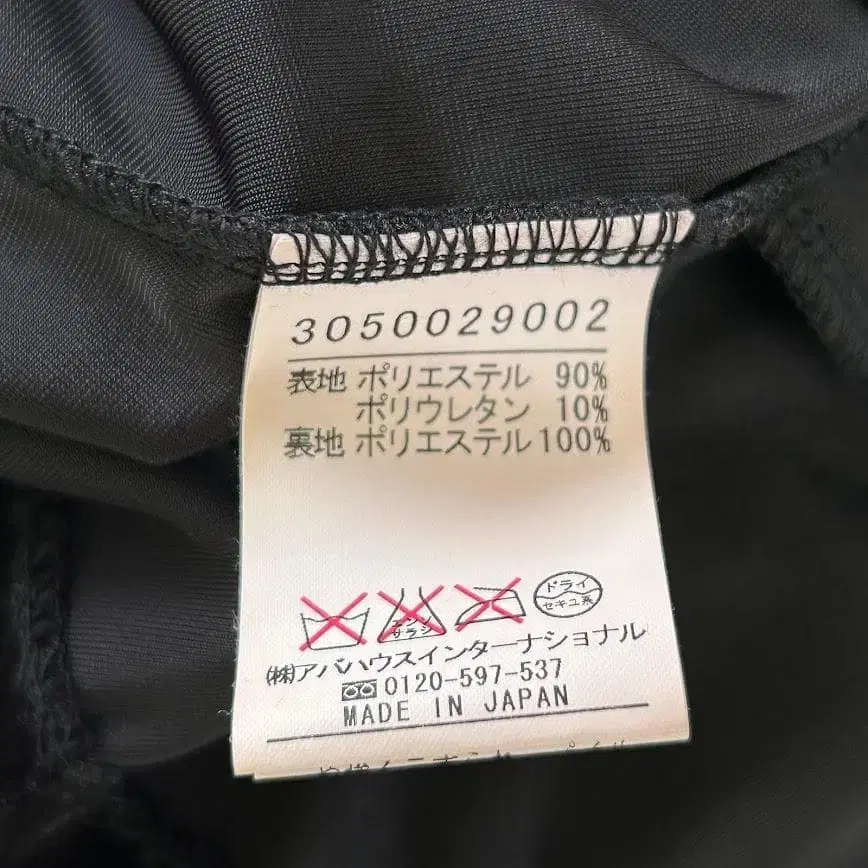 3050029002
表地 ポリエステル 90%
ポリウレタン 10%
裏地 ポリエステル 100%
エンソ サラシ
ドライ
セキユ系
(株)アバハウスインターナショナル
0120-597-537
MADE IN JAPAN